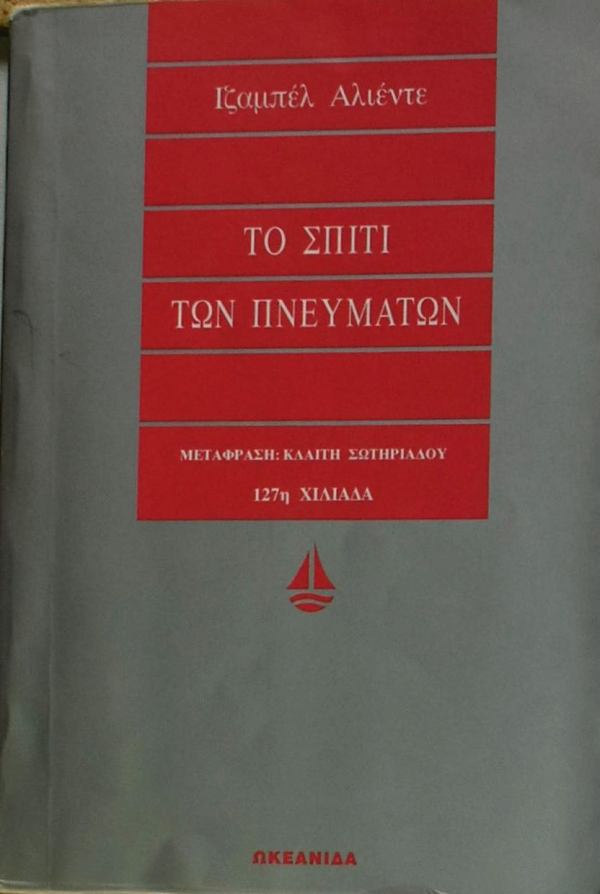 Ιζαμπέλ Αλιέντε
ΤΟ ΣΠΙΤΙ
ΤΩΝ ΠΝΕΥΜΑΤΩΝ
ΜΕΤΑΦΡΑΣΗ: ΚΛΑΙΤΗ ΣΩΤΗΡΙΑΔΟΥ
127η ΧΙΛΙΑΔΑ
ΩΚΕΑΝΙΔΑ